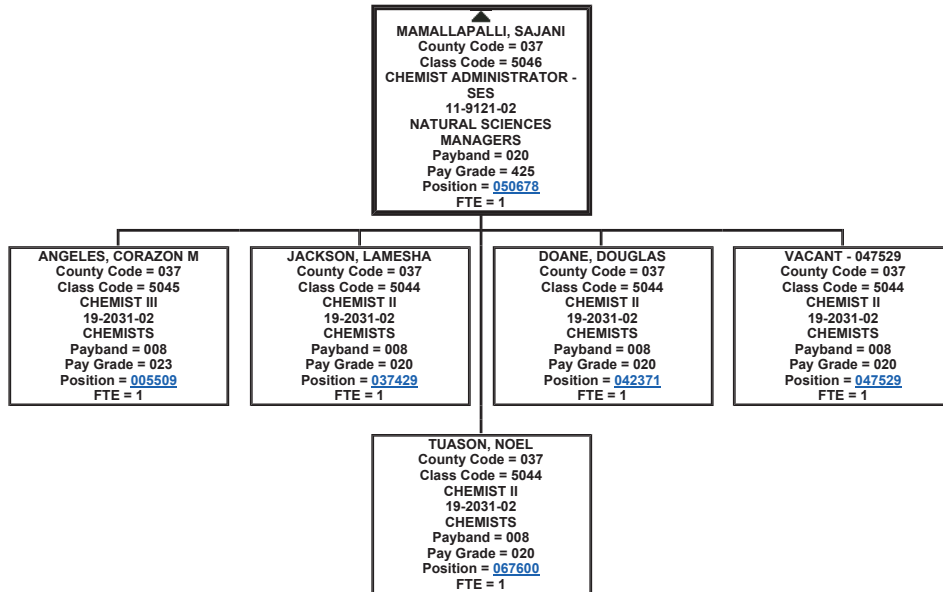 MAMALLAPALLI, SAJANI
County Code = 037
Class Code = 5046
CHEMIST ADMINISTRATOR -
SES
11-9121-02
NATURAL SCIENCES
MANAGERS
Payband = 020
Pay Grade = 425
Position = 050678
FTE = 1
ANGELES, CORAZON M
County Code = 037
Class Code = 5045
CHEMIST III
19-2031-02
CHEMISTS
Payband = 008
Pay Grade = 023
Position = 005509
FTE = 1
JACKSON, LAMESHA
County Code = 037
Class Code = 5044
CHEMIST II
19-2031-02
CHEMISTS
Payband = 008
Pay Grade = 020
Position = 037429
FTE = 1
DOANE, DOUGLAS
County Code = 037
Class Code = 5044
CHEMIST II
19-2031-02
CHEMISTS
Payband = 008
Pay Grade = 020
Position = 042371
FTE = 1
VACANT - 047529
County Code = 037
Class Code = 5044
CHEMIST II
19-2031-02
CHEMISTS
Payband = 008
Pay Grade = 020
Position = 047529
FTE = 1
TUASON, NOEL
County Code = 037
Class Code = 5044
CHEMIST II
19-2031-02
CHEMISTS
Payband = 008
Pay Grade = 020
Position = 067600
FTE = 1